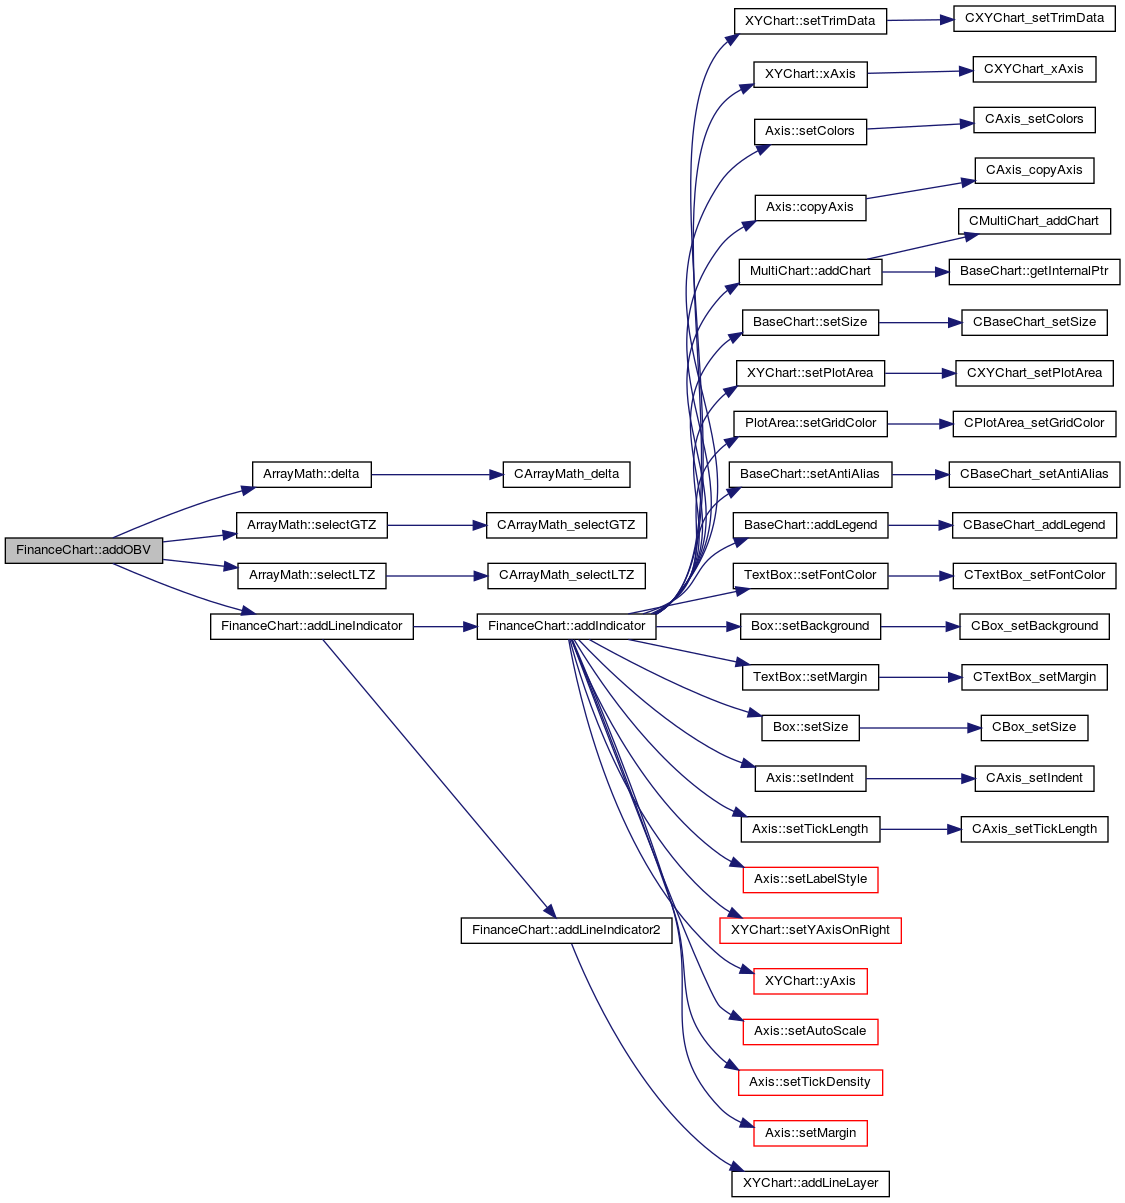 XYChart::setTrimData
CXYChart_setTrimData
XYChart::xAxis
CXYChart_xAxis
Axis::setColors
CAxis_setColors
Axis::copyAxis
CAxis_copyAxis
CMultiChart_addChart
MultiChart::addChart
BaseChart::getInternalPtr
BaseChart::setSize
CBaseChart_setSize
XYChart::setPlotArea
CXYChart_setPlotArea
PlotArea::setGridColor
CPlotArea_setGridColor
ArrayMath::delta
CArrayMath_delta
BaseChart::setAntiAlias
CBaseChart_setAntiAlias
ArrayMath::selectGTZ
CArrayMath_selectGTZ
BaseChart::addLegend
CBaseChart_addLegend
FinanceChart::addOBV
ArrayMath::selectLTZ
CArrayMath_selectLTZ
TextBox::setFontColor
CTextBox_setFontColor
FinanceChart::addLineIndicator
FinanceChart::addIndicator
Box::setBackground
CBox_setBackground
TextBox::setMargin
CTextBox_setMargin
Box::setSize
CBox_setSize
Axis::setIndent
CAxis_setIndent
Axis::setTickLength
CAxis_setTickLength
Axis::setLabelStyle
FinanceChart::addLineIndicator2
XYChart::setYAxisOnRight
XYChart::yAxis
Axis::setAutoScale
Axis::setTickDensity
Axis::setMargin
XYChart::addLineLayer